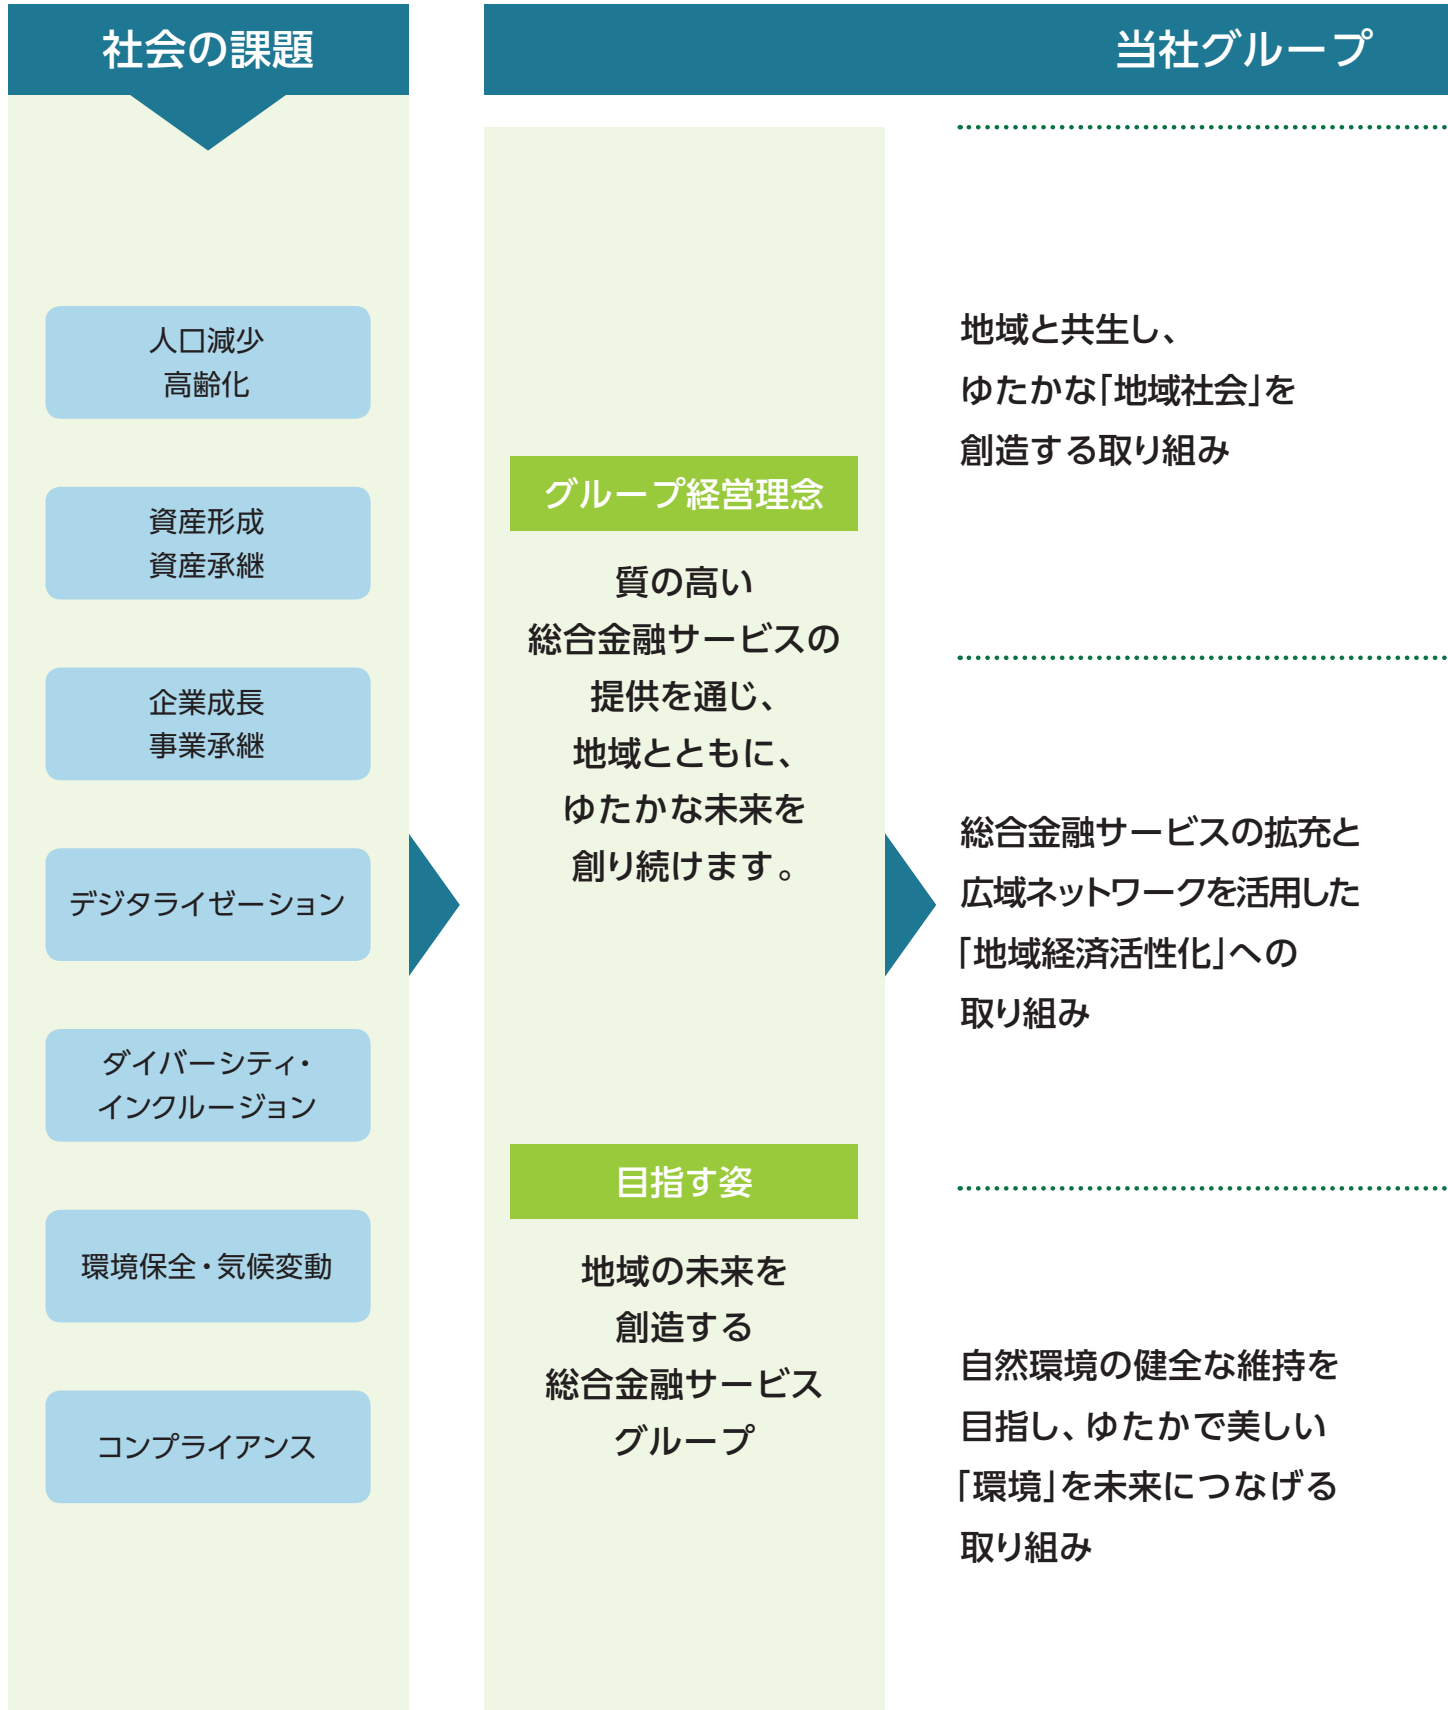 社会の課題
人口減少
高齢化
資産形成
資産承継
企業成長
事業承継
デジタライゼーション
ダイバーシティ・
インクルージョン
環境保全・気候変動
コンプライアンス
当社グループ
グループ経営理念
質の高い
総合金融サービスの
提供を通じ、
地域とともに、
ゆたかな未来を
創り続けます。
目指す姿
地域の未来を
創造する
総合金融サービス
グループ
地域と共生し、
ゆたかな「地域社会」を
創造する取り組み
総合金融サービスの拡充と
広域ネットワークを活用した
「地域経済活性化」への
取り組み
自然環境の健全な維持を
目指し、ゆたかで美しい
「環境」を未来につなげる
取り組み